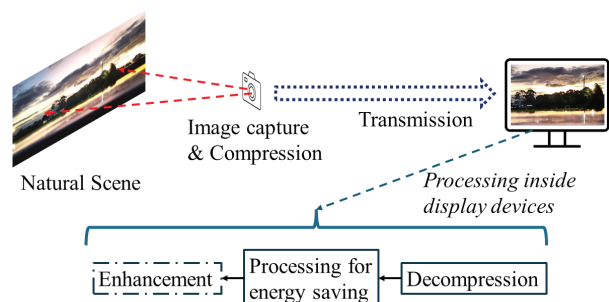 Image capture
& Compression
Transmission
Natural Scene
Processing inside
display devices
Enhancement
Processing for
energy saving
Decompression